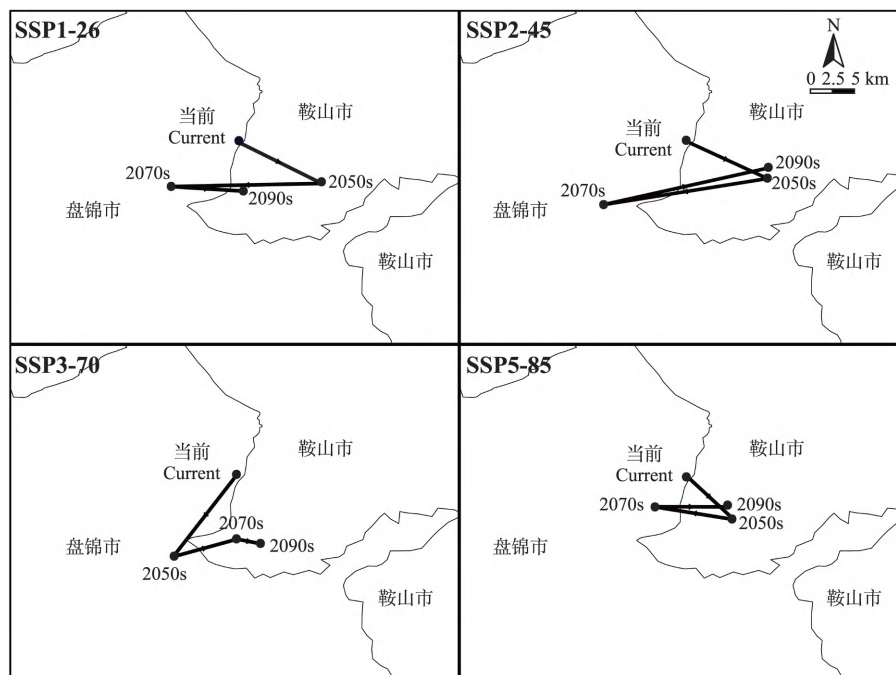 SSP1-26
当前
Current
鞍山市
2070s
2050s
2090s
盘锦市
鞍山市
SSP2-45
N
0 2.5 5 km
当前
Current
鞍山市
2090s
2050s
2070s
盘锦市
鞍山市
SSP3-70
当前
Current
鞍山市
2070s
2090s
盘锦市
2050s
鞍山市
SSP5-85
当前
Current
鞍山市
2070s
2090s
2050s
盘锦市
鞍山市